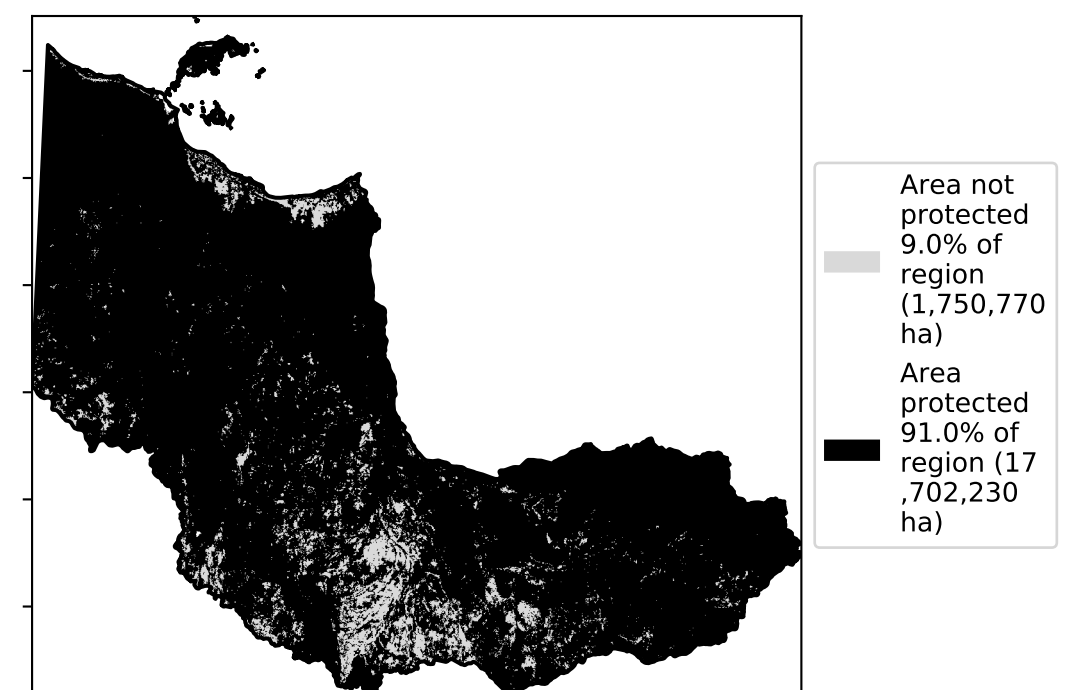 Area not
protected
9.0% of
region
(1,750,770
ha)
Area
protected
91.0% of
region (17
,702,230
ha)